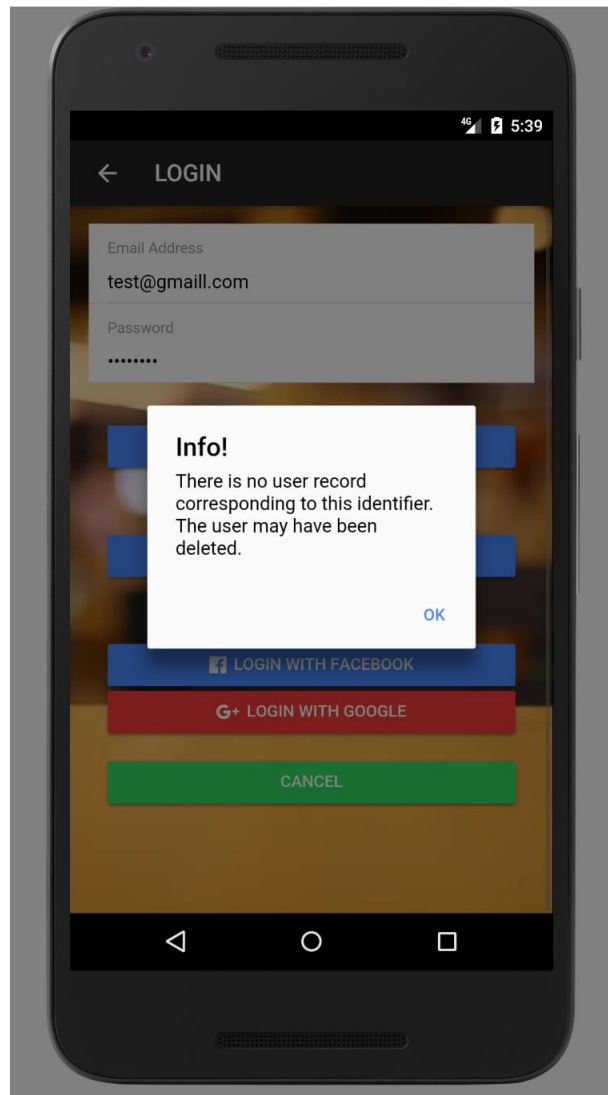 4G 5:39
LOGIN
Email Address
test@gmaill.com
Password
••••••••
Info!
There is no user record
corresponding to this identifier.
The user may have been
deleted.
OK
LOGIN WITH FACEBOOK
G+ LOGIN WITH GOOGLE
CANCEL